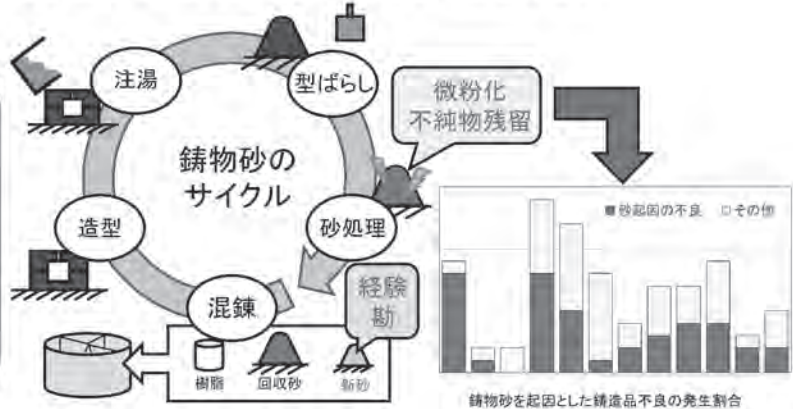 注湯
型ばらし
微粉化
不純物残留
鋳物砂の
サイクル
造型
砂処理
混錬
経験
勘
樹脂
回収砂
新砂
■砂起因の不良
□その他
鋳物砂を起因とした鋳造品不良の発生割合